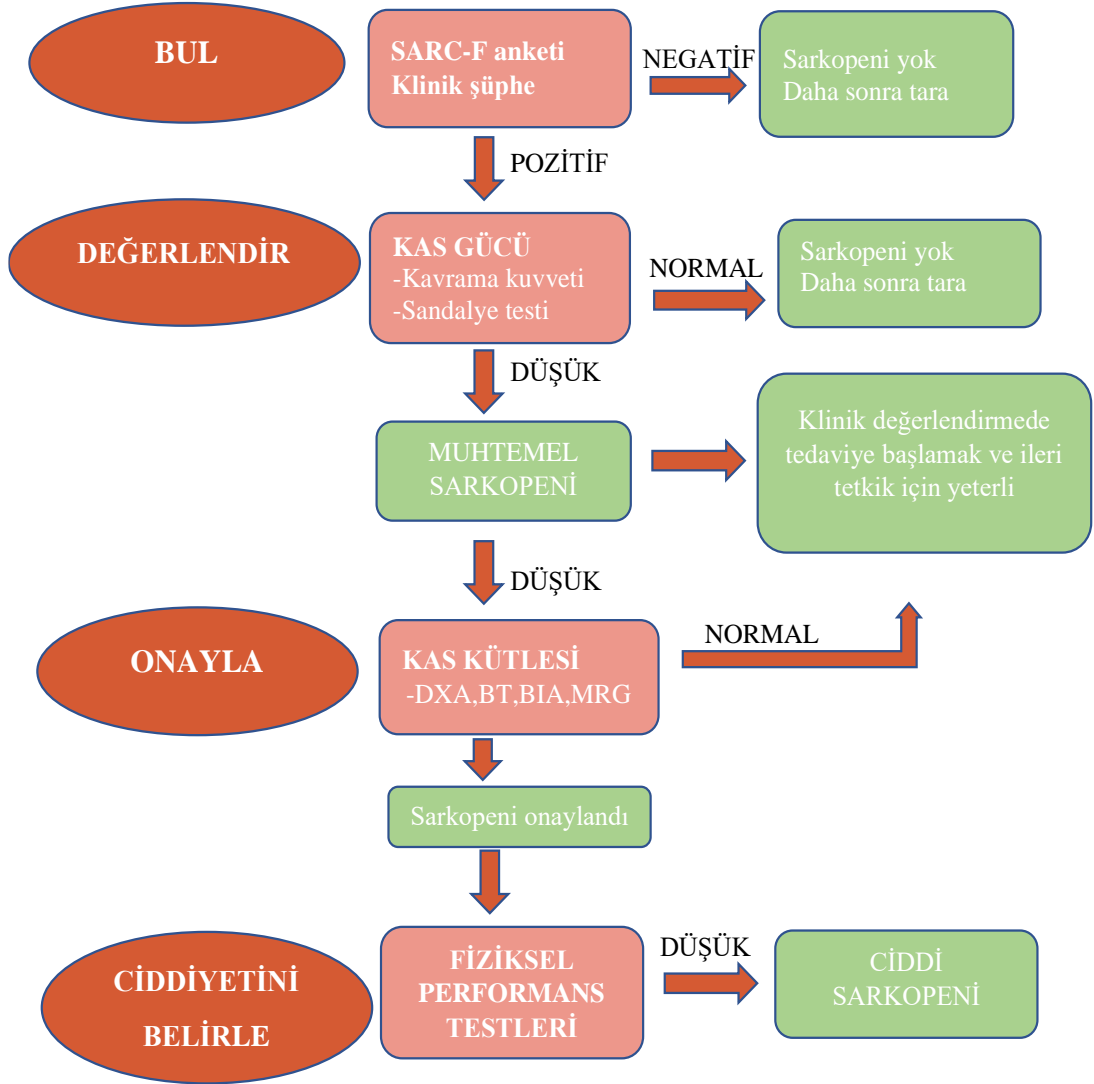 BUL
SARC-F anketi
Klinik şüphe
NEGATİF
Sarkopeni yok
Daha sonra tara
POZİTİF
DEĞERLENDİR
KAS GÜCÜ
-Kavrama kuvveti
-Sandalye testi
NORMAL
Sarkopeni yok
Daha sonra tara
DÜŞÜK
MUHTEMEL
SARKOPENİ
Klinik değerlendirmede
tedaviye başlamak ve ileri
tetkik için yeterli
DÜŞÜK
ONAYLA
KAS KÜTLESİ
-DXA,BT,BIA,MRG
NORMAL
Sarkopeni onaylandı
CİDDİYETİNİ
BELİRLE
FİZİKSEL
PERFORMANS
TESTLERİ
DÜŞÜK
CİDDİ
SARKOPENİ